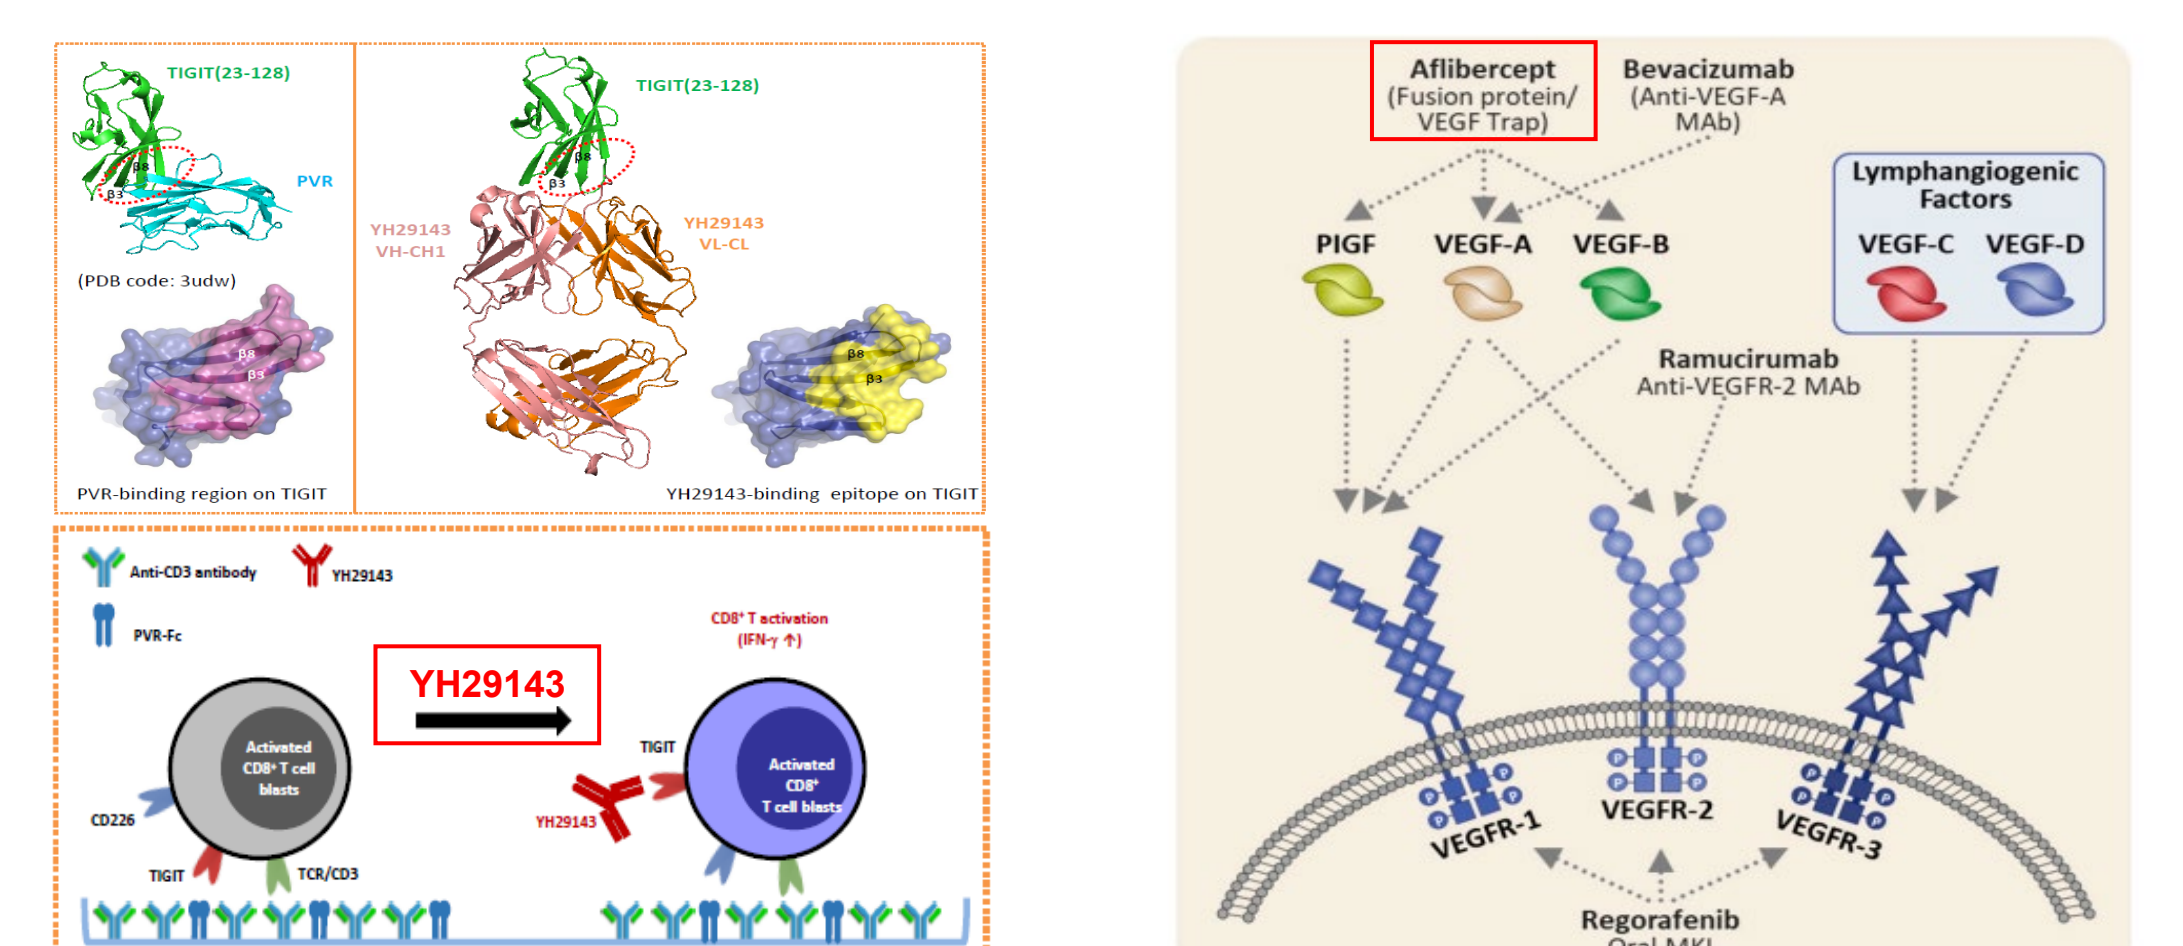 TIGIT(23-128)
β8
β3
PVR
(PDB code: 3udw)
β8
β3
PVR-binding region on TIGIT
TIGIT(23-128)
β8
β3
YH29143
VH-CH1
YH29143
VL-CL
β8
β3
YH29143-binding epitope on TIGIT
Anti-CD3 antibody
YH29143
PVR-Fc
CD8⁺ T activation
(IFN-γ ↑)
YH29143
Activated
CD8⁺ T cell
blasts
CD226
TIGIT
TCR/CD3
TIGIT
YH29143
Activated
CD8⁺
T cell blasts
Aflibercept
(Fusion protein/
VEGF Trap)
Bevacizumab
(Anti-VEGF-A
MAb)
Lymphangiogenic
Factors
PIGF
VEGF-A
VEGF-B
VEGF-C
VEGF-D
Ramucirumab
Anti-VEGFR-2 MAb
P
P
P
P
P
P
P
P
P
P
P
P
VEGFR-1
VEGFR-2
VEGFR-3
Regorafenib
Oral MKI